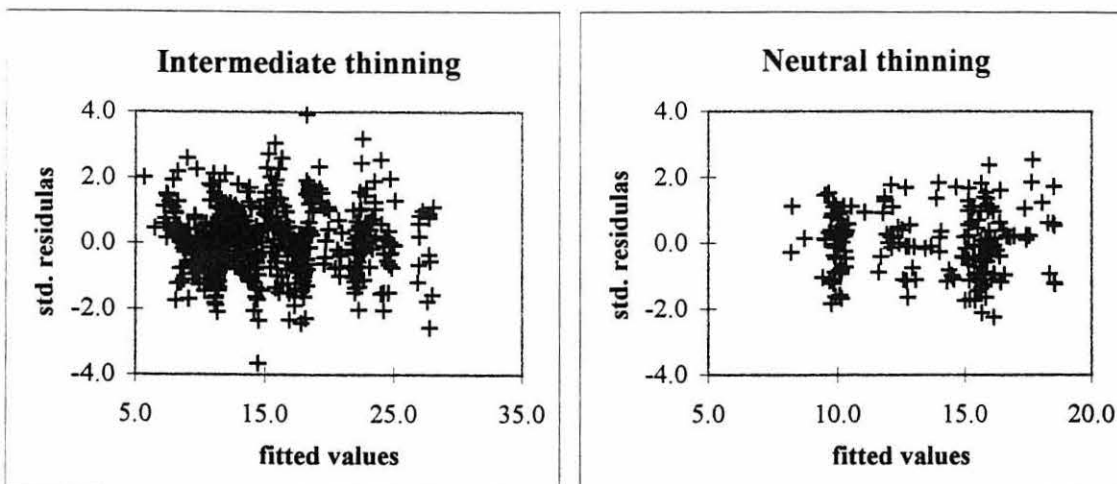 Intermediate thinning
4.0
2.0
0.0
-2.0
-4.0
std. residulas
5.0 15.0 25.0 35.0
fitted values
Neutral thinning
4.0
2.0
0.0
-2.0
-4.0
std. residulas
5.0 10.0 15.0 20.0
fitted values